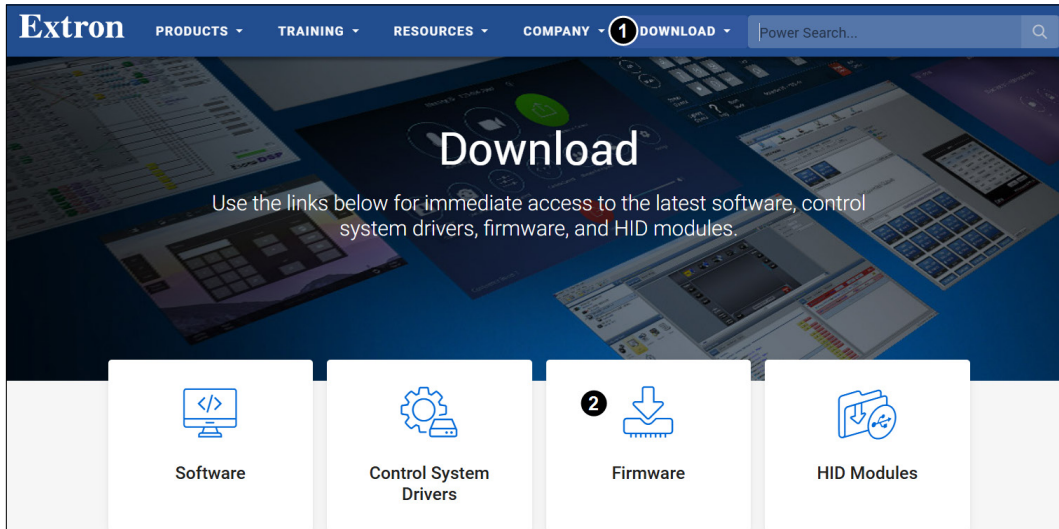 Extron PRODUCTS TRAINING RESOURCES COMPANY 1 DOWNLOAD Power Search...
Download
Use the links below for immediate access to the latest software, control
system drivers, firmware, and HID modules.
2
Software
Control System
Drivers
Firmware
HID Modules